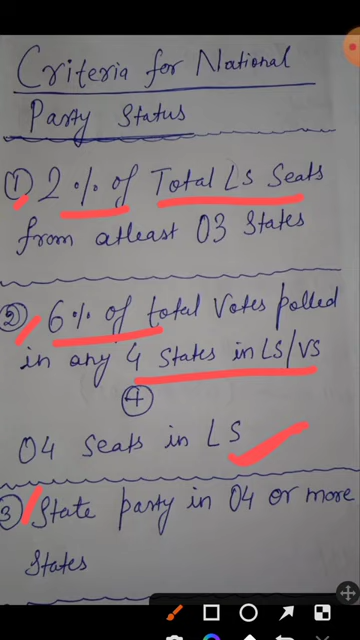 Criteria for National
Party Status
① 2% of Total LS Seats
from atleast 03 States
② 6% of total Votes polled
in any 4 States in LS/VS
+
04 Seats in LS
③ State party in 04 or more
States